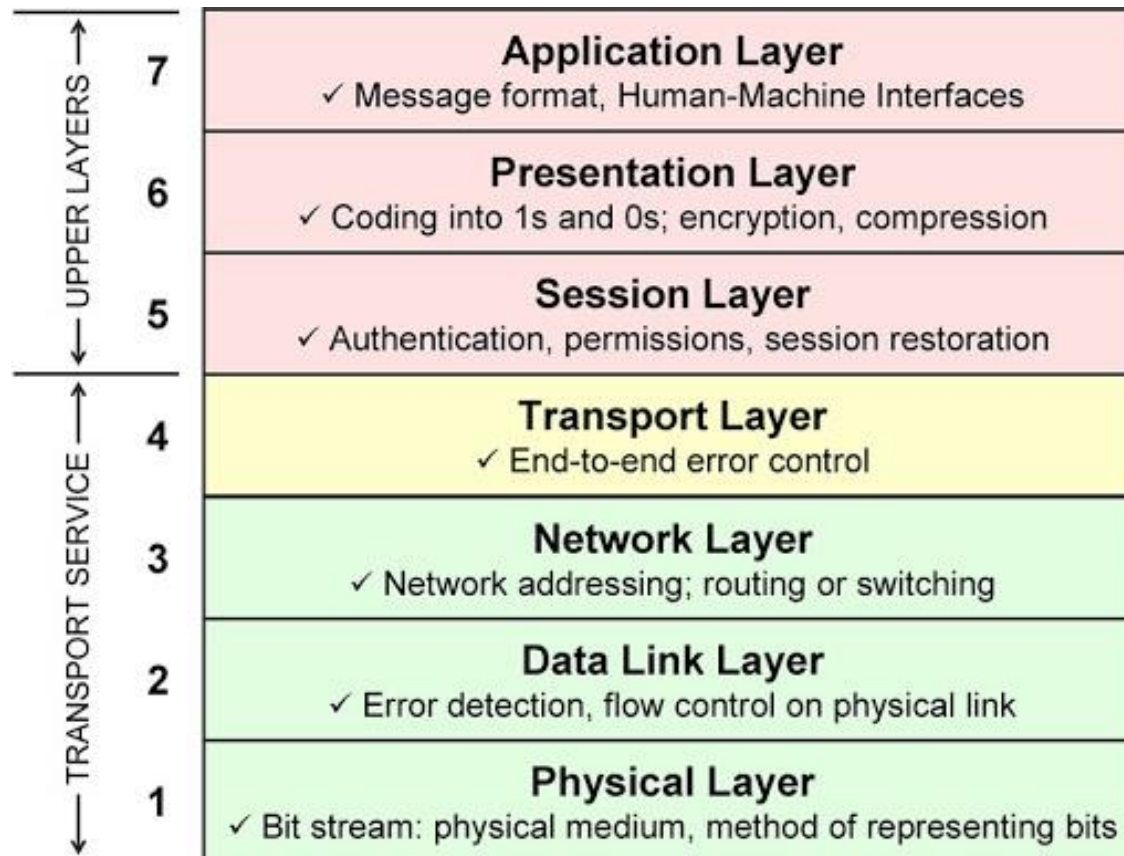 UPPER LAYERS
7
Application Layer
✓ Message format, Human-Machine Interfaces
6
Presentation Layer
✓ Coding into 1s and 0s; encryption, compression
5
Session Layer
✓ Authentication, permissions, session restoration
TRANSPORT SERVICE
4
Transport Layer
✓ End-to-end error control
3
Network Layer
✓ Network addressing; routing or switching
2
Data Link Layer
✓ Error detection, flow control on physical link
1
Physical Layer
✓ Bit stream: physical medium, method of representing bits